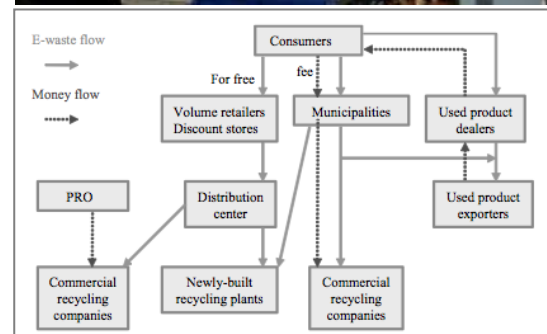 E-waste flow
Consumers
For free
fee
Money flow
Volume retailers
Discount stores
Municipalities
Used product
dealers
PRO
Distribution
center
Used product
exporters
Commercial
recycling
companies
Newly-built
recycling plants
Commercial
recycling
companies